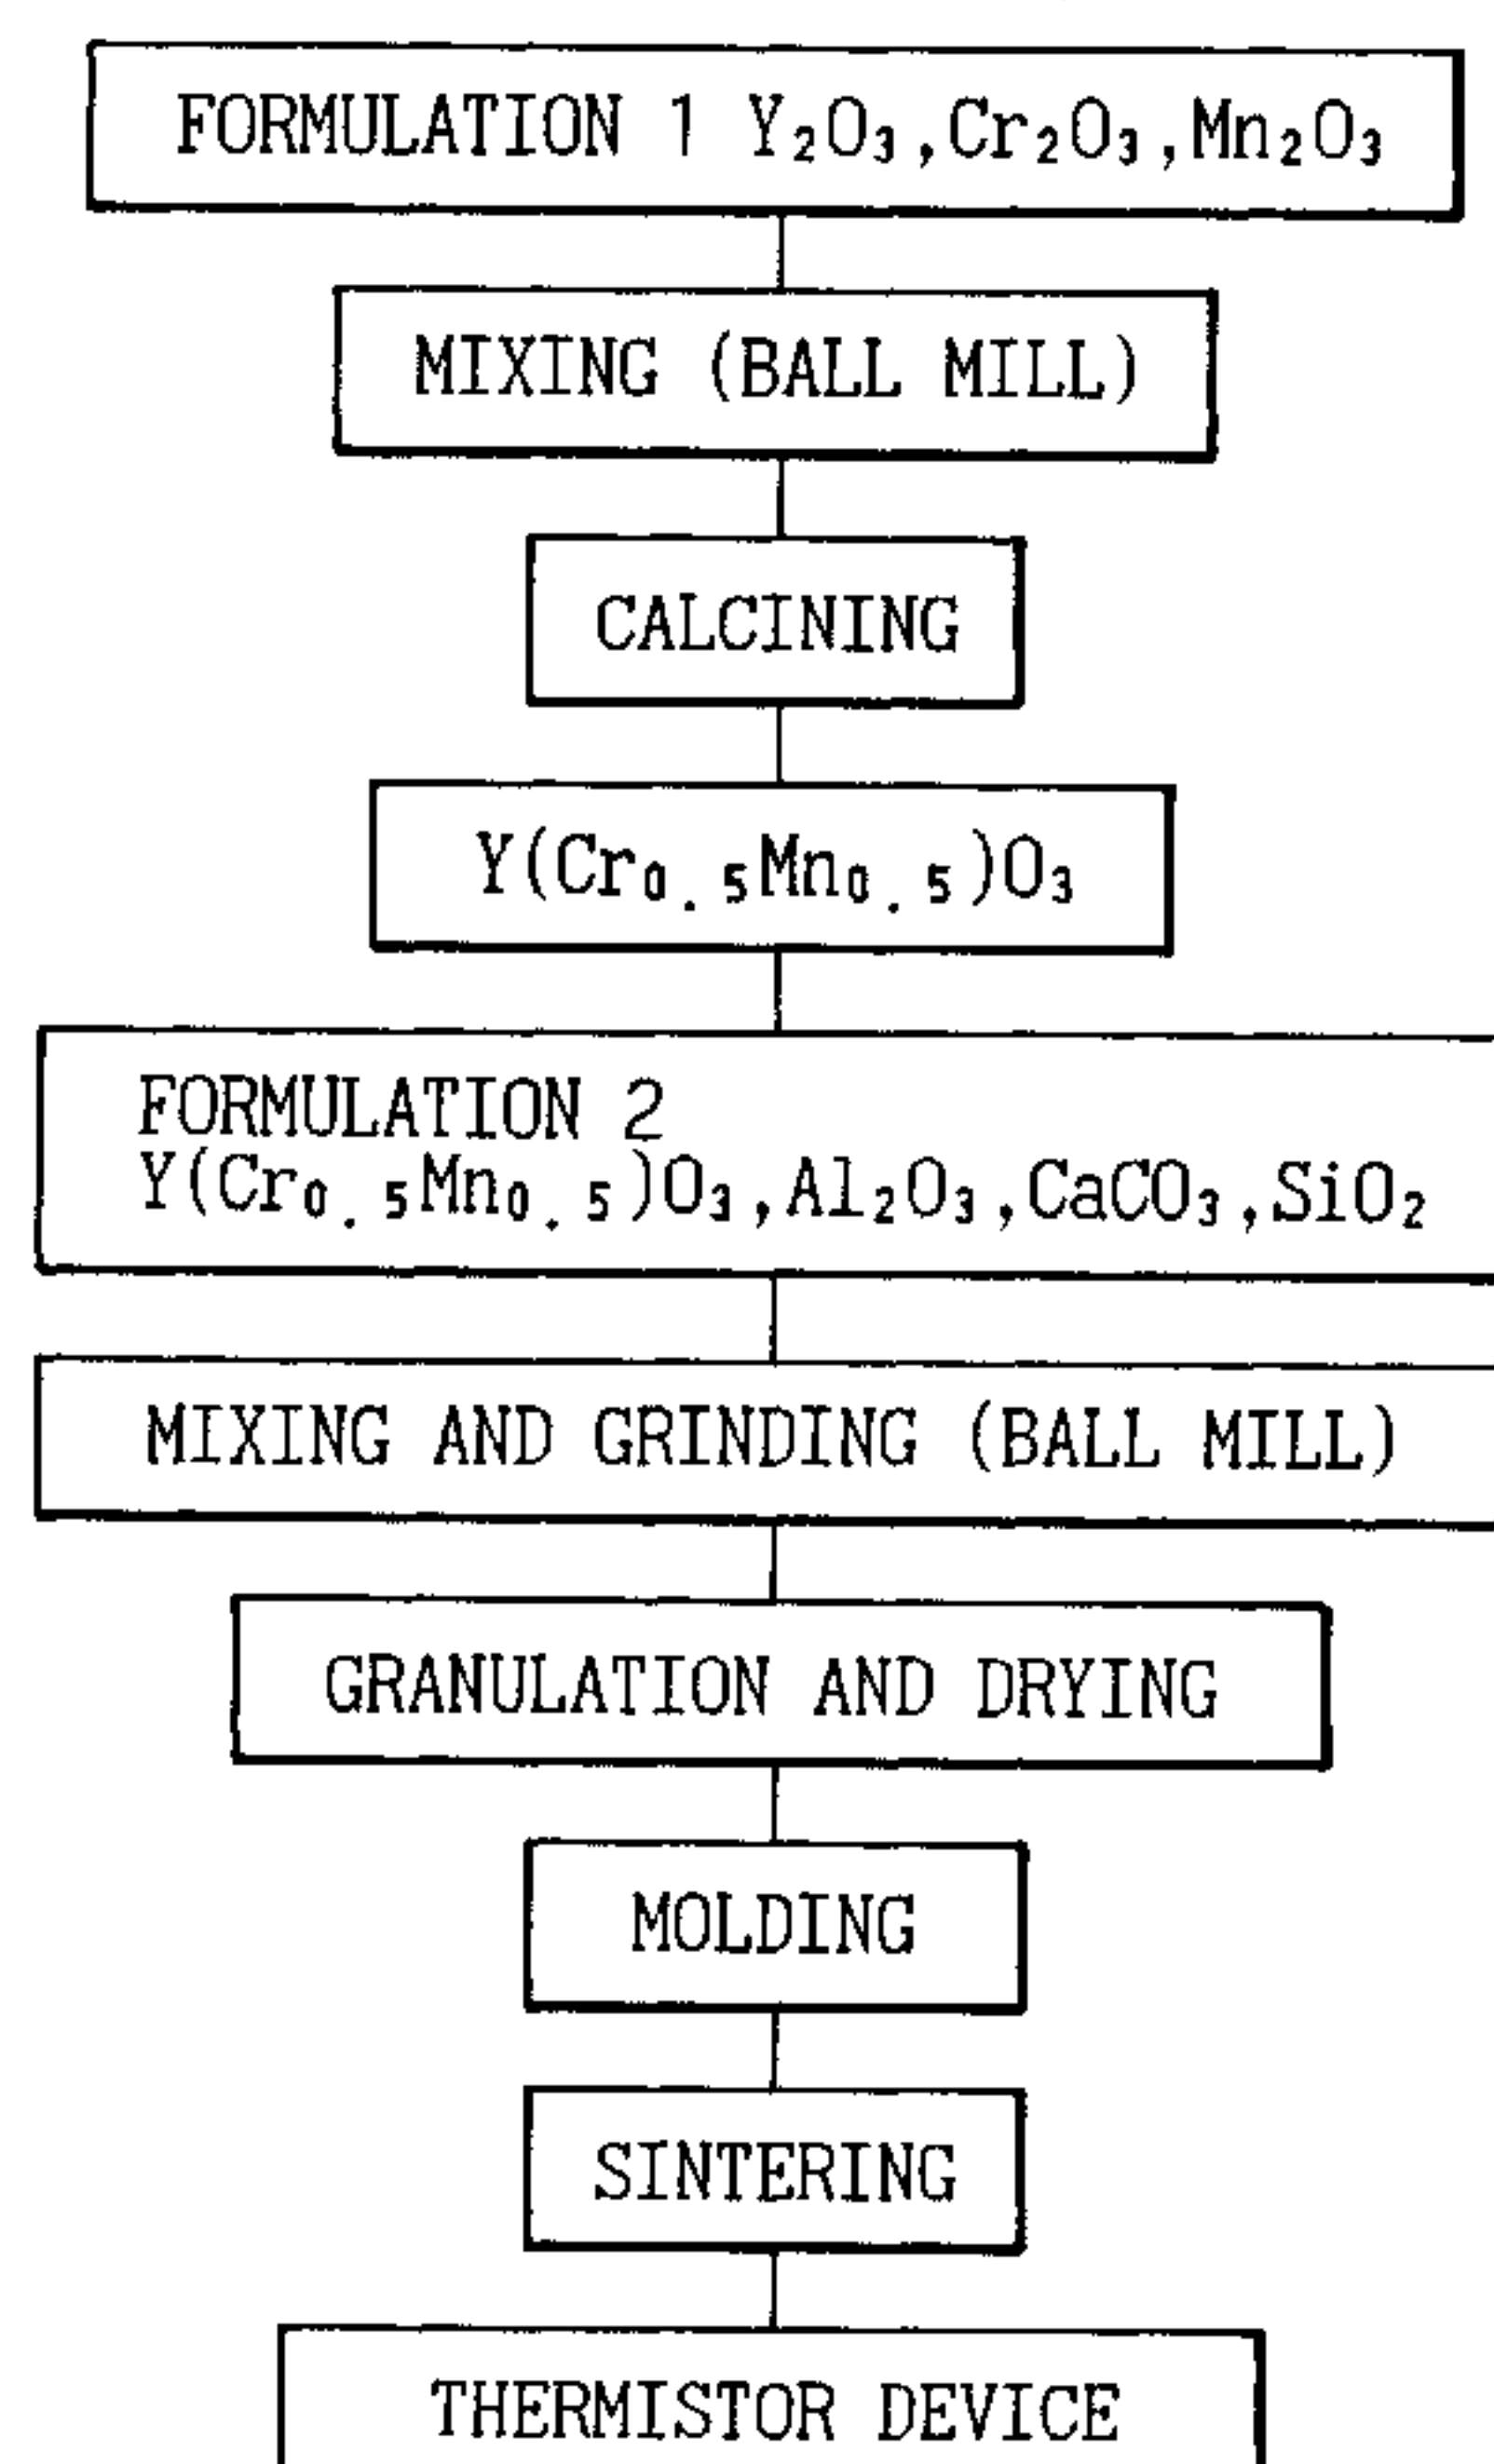 FORMULATION 1 Y₂O₃,Cr₂O₃,Mn₂O₃
MIXING (BALL MILL)
CALCINING
Y(Cr₀.₅Mn₀.₅)O₃
FORMULATION 2
Y(Cr₀.₅Mn₀.₅)O₃,Al₂O₃,CaCO₃,SiO₂
MIXING AND GRINDING (BALL MILL)
GRANULATION AND DRYING
MOLDING
SINTERING
THERMISTOR DEVICE